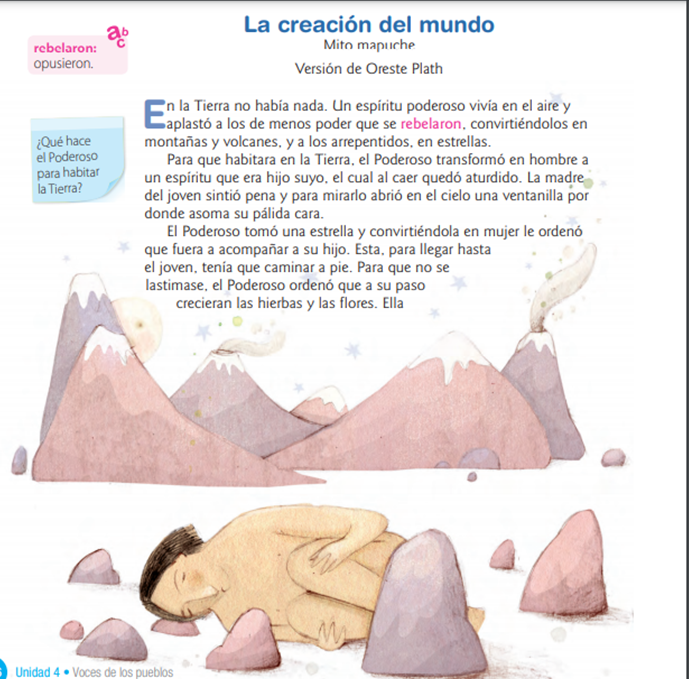 La creación del mundo
Mito mapuche
Versión de Oreste Plath
abc
rebelaron:
opusieron.
¿Qué hace
el Poderoso
para habitar
la Tierra?
En la Tierra no había nada. Un espíritu poderoso vivía en el aire y
aplastó a los de menos poder que se rebelaron, convirtiéndolos en
montañas y volcanes, y a los arrepentidos, en estrellas.
Para que habitara en la Tierra, el Poderoso transformó en hombre a
un espíritu que era hijo suyo, el cual al caer quedó aturdido. La madre
del joven sintió pena y para mirarlo abrió en el cielo una ventanilla por
donde asoma su pálida cara.
El Poderoso tomó una estrella y convirtiéndola en mujer le ordenó
que fuera a acompañar a su hijo. Esta, para llegar hasta
el joven, tenía que caminar a pie. Para que no se
lastimase, el Poderoso ordenó que a su paso
crecieran las hierbas y las flores. Ella
Unidad 4 • Voces de los pueblos